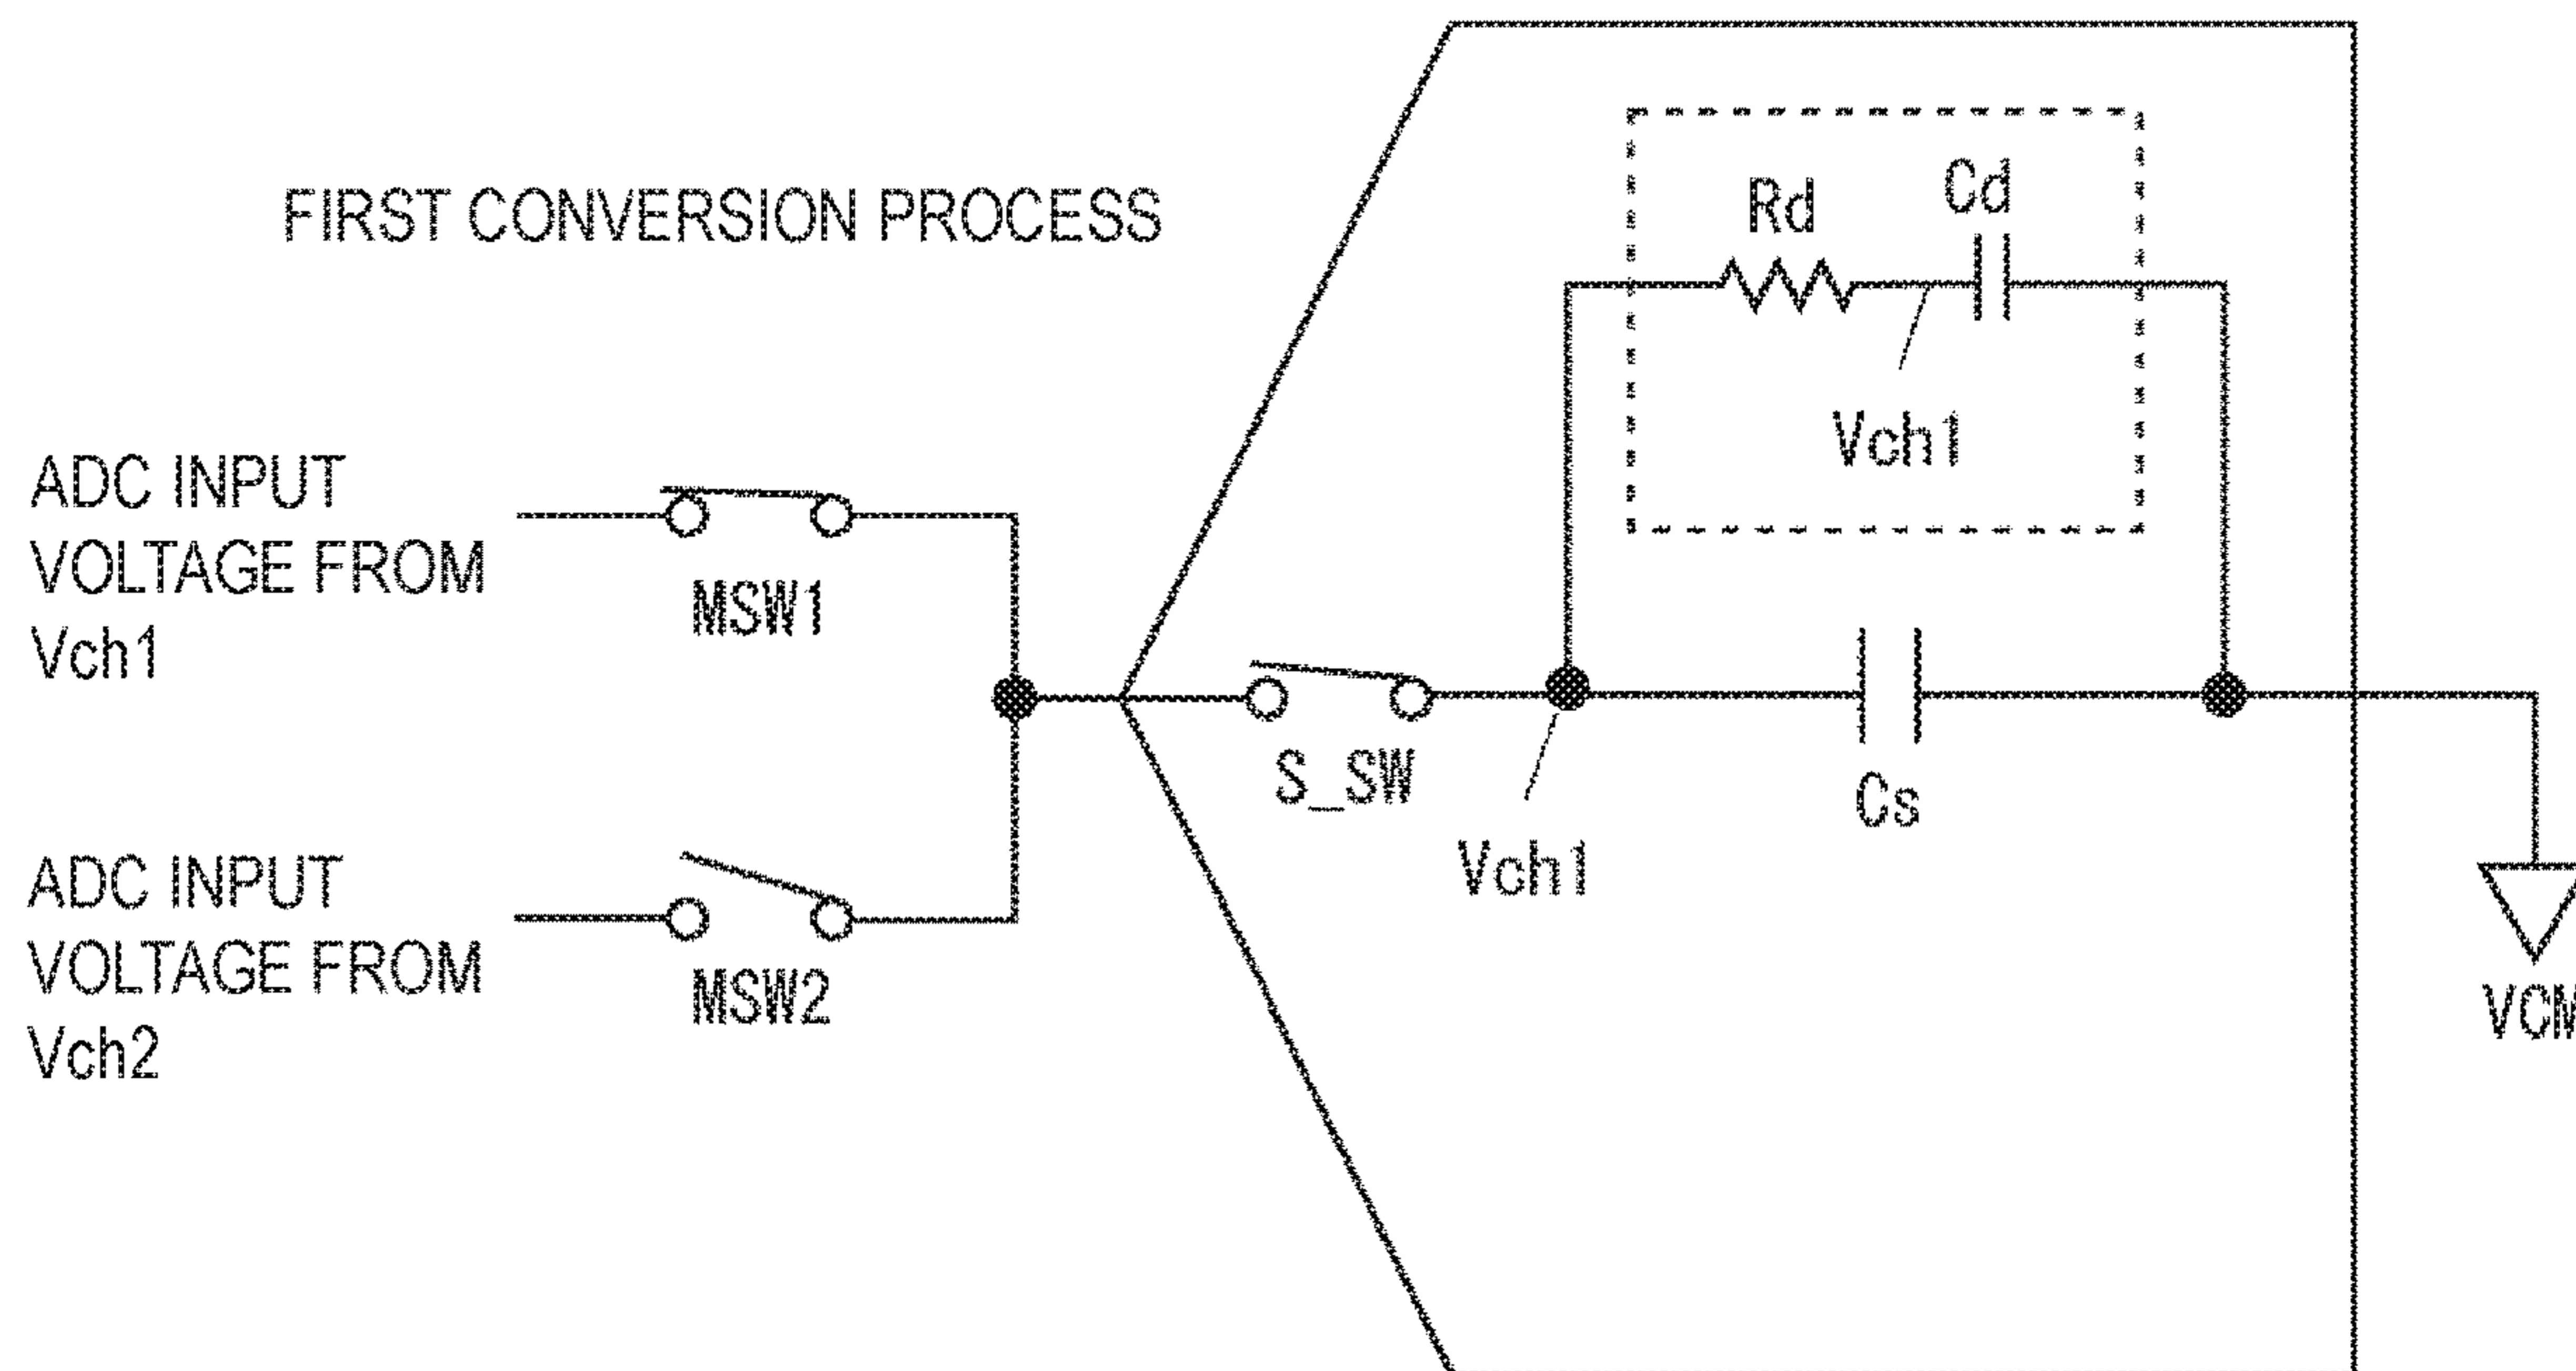 FIRST CONVERSION PROCESS
Rd
Cd
Vch1
ADC INPUT
VOLTAGE FROM
Vch1
MSW1
S_SW
Cs
Vch1
ADC INPUT
VOLTAGE FROM
Vch2
MSW2
VCM